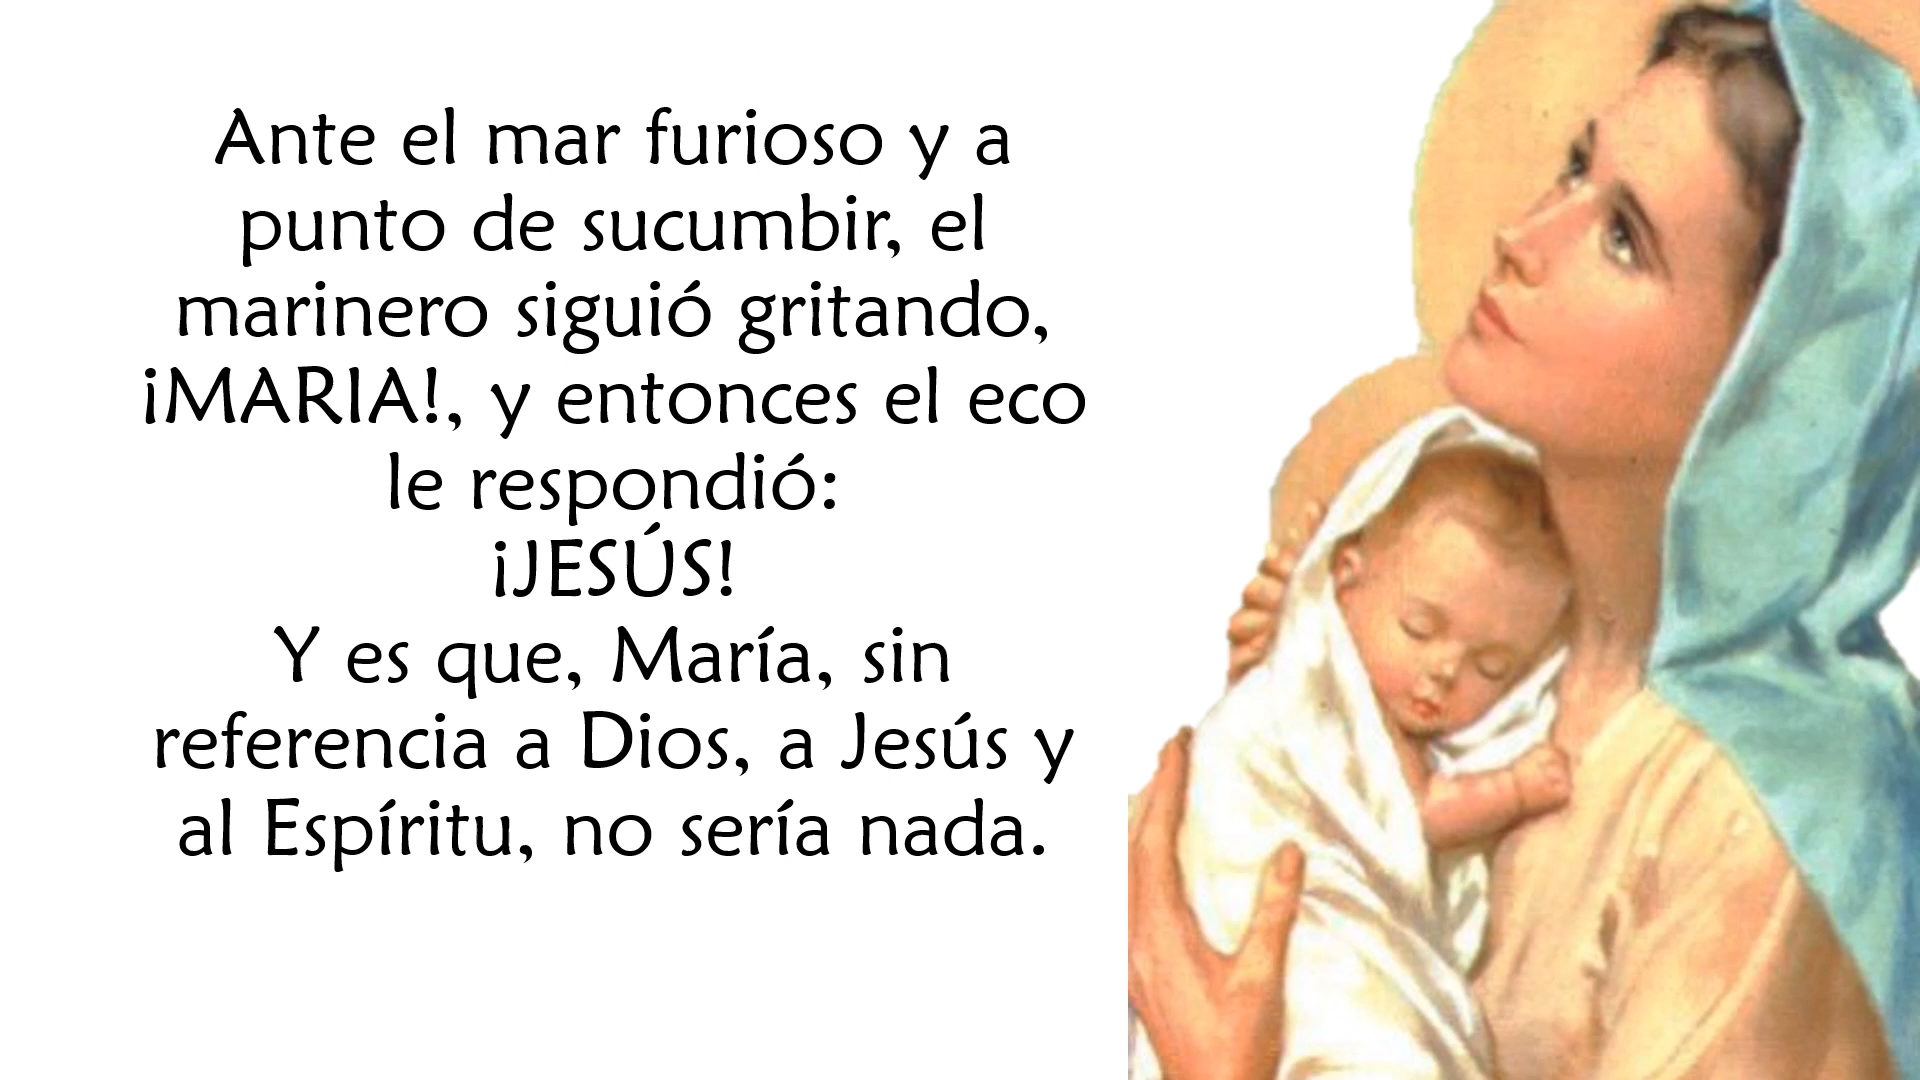 Ante el mar furioso y a
punto de sucumbir, el
marinero siguió gritando,
¡MARIA!, y entonces el eco
le respondió:
¡JESÚS!
Y es que, María, sin
referencia a Dios, a Jesús y
al Espíritu, no sería nada.